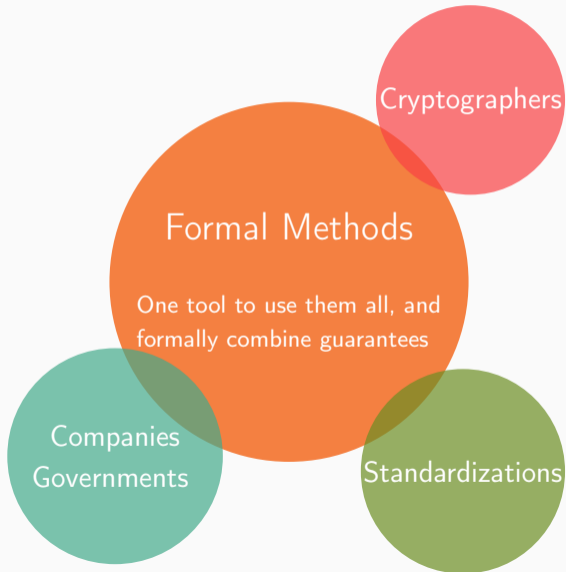 Cryptographers
Formal Methods
One tool to use them all, and
formally combine guarantees
Companies
Governments
Standardizations